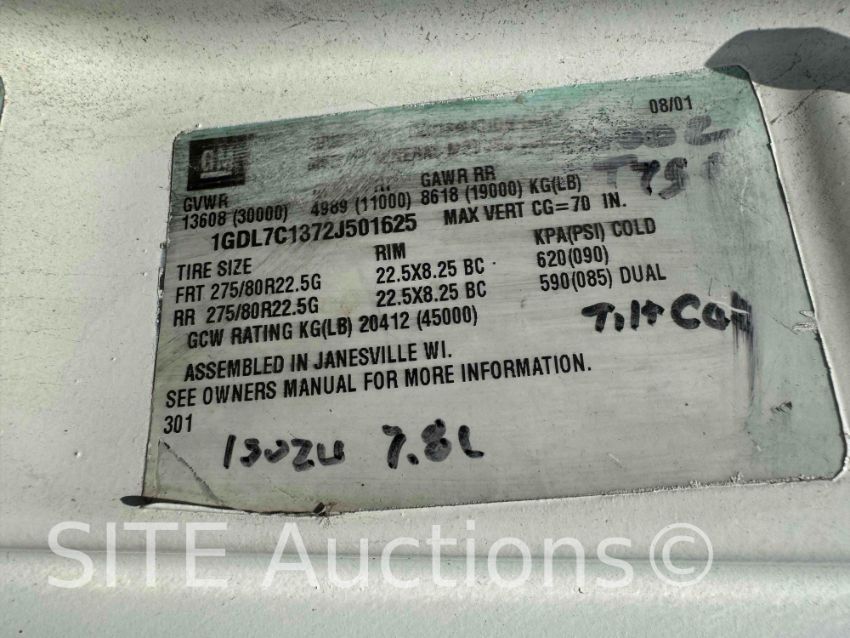 08/01
GM
GVWR GAWR RR
13608 (30000) 4989 (11000) 8618 (19000) KG(LB)
1GDL7C1372J501625 MAX VERT CG=70 IN.
TIRE SIZE RIM KPA(PSI) COLD
FRT 275/80R22.5G 22.5X8.25 BC 620(090)
RR 275/80R22.5G 22.5X8.25 BC 590(085) DUAL
GCW RATING KG(LB) 20412 (45000)
Tilt
ASSEMBLED IN JANESVILLE WI.
SEE OWNERS MANUAL FOR MORE INFORMATION.
301
ISUZU 7.8L
SITE Auctions©